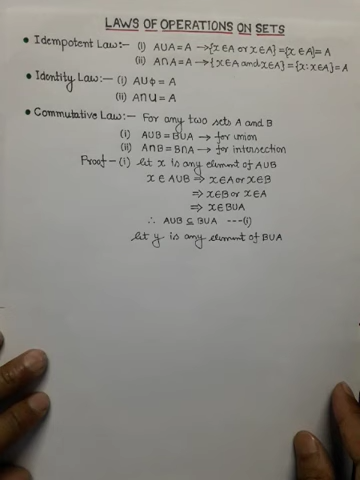 LAWS OF OPERATIONS ON SETS
• Idempotent Law:- (i) A∪A = A → {x∈A or x∈A} = {x∈A} = A
(ii) A∩A = A → {x∈A and x∈A} = {x:x∈A} = A
• Identity Law:- (i) A∪ϕ = A
(ii) A∩U = A
• Commutative Law:- For any two sets A and B
(i) A∪B = B∪A → for union
(ii) A∩B = B∩A → for intersection
Proof - (i) let x is any element of A∪B
x ∈ A∪B ⇒ x∈A or x∈B
⇒ x∈B or x∈A
⇒ x∈B∪A
∴ A∪B ⊆ B∪A ---(i)
let y is any element of B∪A